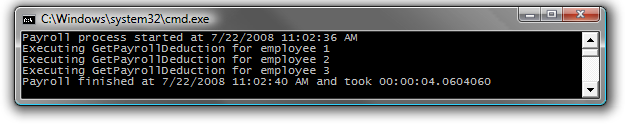 C:\Windows\system32\cmd.exe
Payroll process started at 7/22/2008 11:02:36 AM
Executing GetPayrollDeduction for employee 1
Executing GetPayrollDeduction for employee 2
Executing GetPayrollDeduction for employee 3
Payroll finished at 7/22/2008 11:02:40 AM and took 00:00:04.0604060